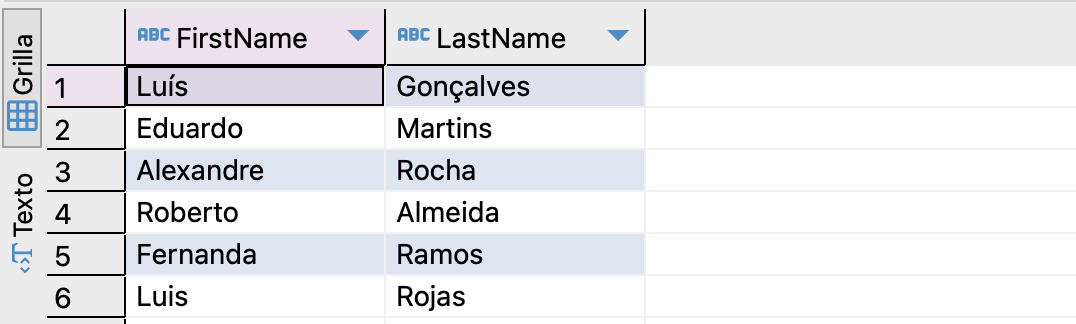 Grilla
Texto
ABC FirstName ABC LastName
1 Luís Gonçalves
2 Eduardo Martins
3 Alexandre Rocha
4 Roberto Almeida
5 Fernanda Ramos
6 Luis Rojas